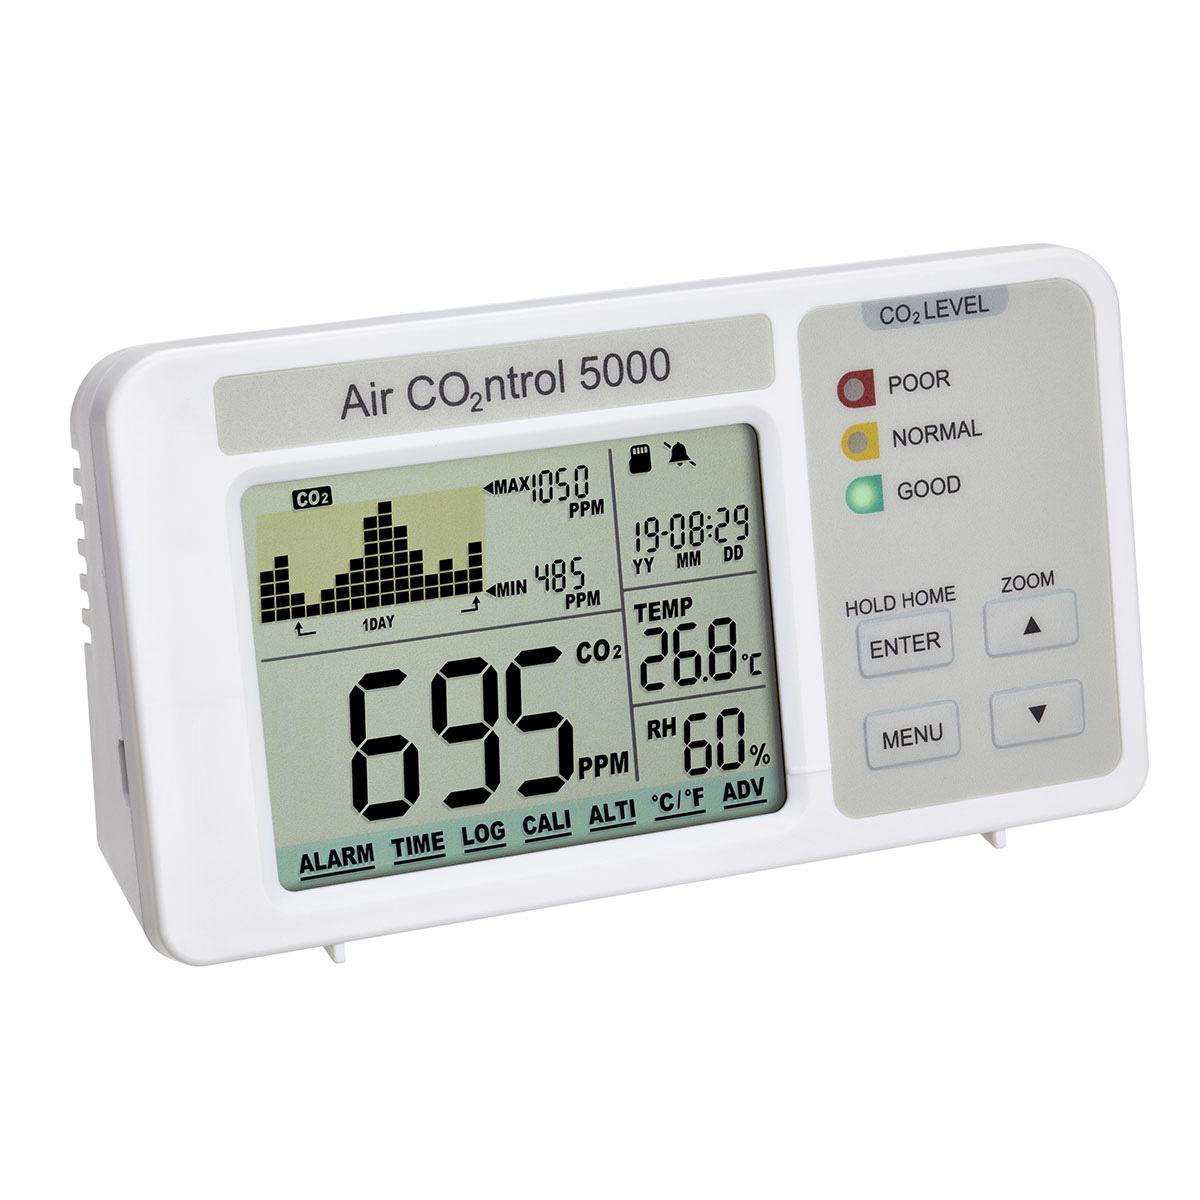 Air CO₂ntrol 5000
CO₂
MAX 1050
PPM
MIN 485
PPM
1DAY
19-08:29
YY MM DD
TEMP
26.8°C
RH 60%
695 CO₂
PPM
ALARM TIME LOG CALI ALTI °C/°F ADV
CO₂ LEVEL
POOR
NORMAL
GOOD
HOLD HOME
ENTER
ZOOM
▲
MENU
▼